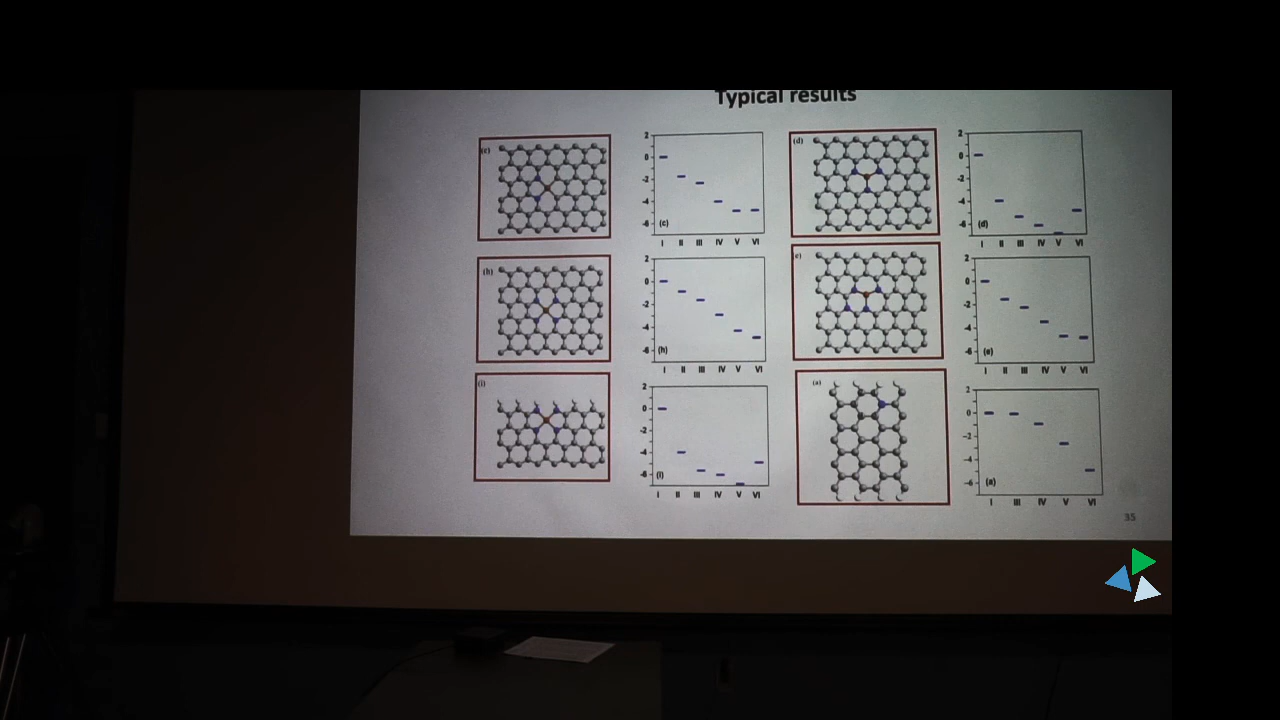 Typical results
(c)
2
0
-2
-4
-6
(c)
I II III IV V VI
(d)
2
0
-2
-4
-6
(d)
I II III IV V VI
(h)
2
0
-2
-4
-6
(h)
I II III IV V VI
(e)
2
0
-2
-4
-6
(e)
I II III IV V VI
(i)
2
0
-2
-4
-6
(i)
I II III IV V VI
(a)
2
0
-2
-4
-6
(a)
I III IV V VI
35